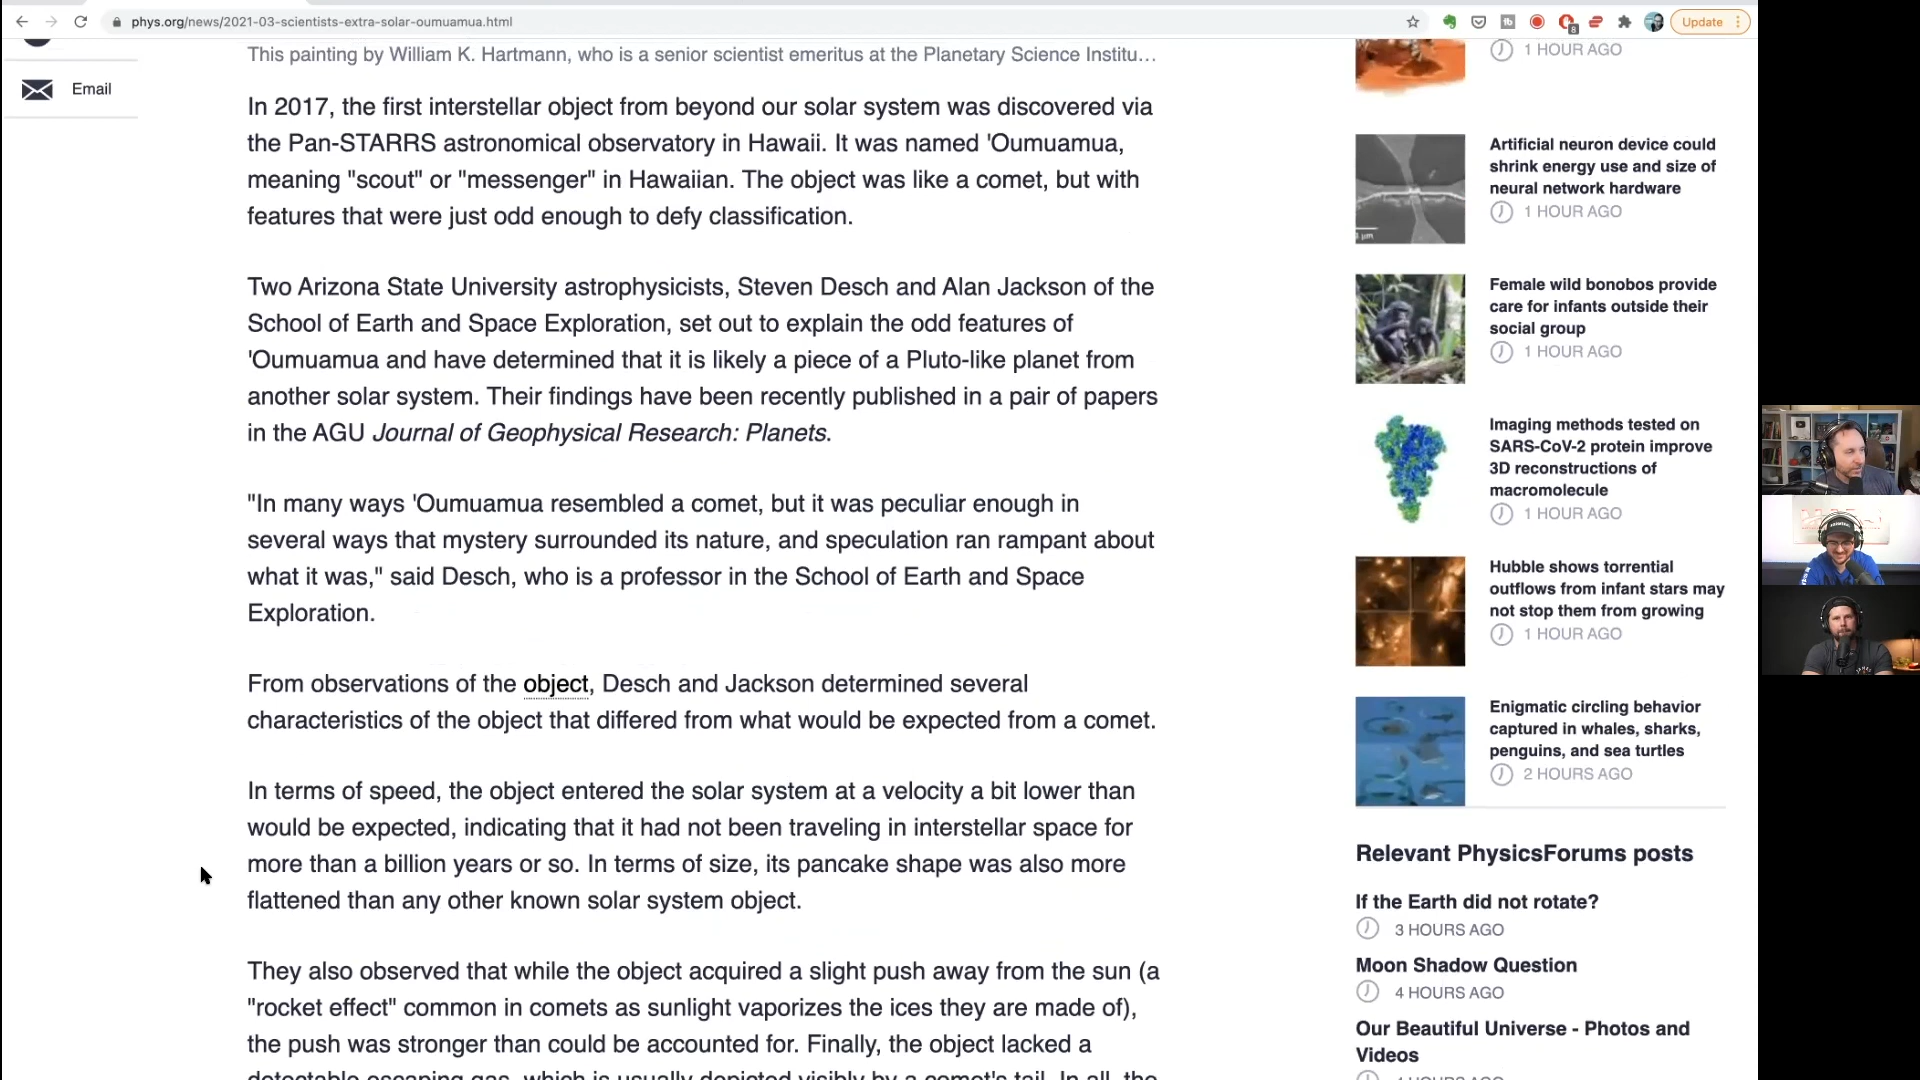 phys.org/news/2021-03-scientists-extra-solar-oumuamua.html
Update
8
Email
This painting by William K. Hartmann, who is a senior scientist emeritus at the Planetary Science Institu...
In 2017, the first interstellar object from beyond our solar system was discovered via
the Pan-STARRS astronomical observatory in Hawaii. It was named 'Oumuamua,
meaning "scout" or "messenger" in Hawaiian. The object was like a comet, but with
features that were just odd enough to defy classification.
Two Arizona State University astrophysicists, Steven Desch and Alan Jackson of the
School of Earth and Space Exploration, set out to explain the odd features of
'Oumuamua and have determined that it is likely a piece of a Pluto-like planet from
another solar system. Their findings have been recently published in a pair of papers
in the AGU Journal of Geophysical Research: Planets.
"In many ways 'Oumuamua resembled a comet, but it was peculiar enough in
several ways that mystery surrounded its nature, and speculation ran rampant about
what it was," said Desch, who is a professor in the School of Earth and Space
Exploration.
From observations of the object, Desch and Jackson determined several
characteristics of the object that differed from what would be expected from a comet.
In terms of speed, the object entered the solar system at a velocity a bit lower than
would be expected, indicating that it had not been traveling in interstellar space for
more than a billion years or so. In terms of size, its pancake shape was also more
flattened than any other known solar system object.
They also observed that while the object acquired a slight push away from the sun (a
"rocket effect" common in comets as sunlight vaporizes the ices they are made of),
the push was stronger than could be accounted for. Finally, the object lacked a
detectable escaping gas, which is usually depicted visibly by a comet's tail. In all, the
1 HOUR AGO
Artificial neuron device could
shrink energy use and size of
neural network hardware
1 HOUR AGO
μm
Female wild bonobos provide
care for infants outside their
social group
1 HOUR AGO
Imaging methods tested on
SARS-CoV-2 protein improve
3D reconstructions of
macromolecule
1 HOUR AGO
Hubble shows torrential
outflows from infant stars may
not stop them from growing
1 HOUR AGO
Enigmatic circling behavior
captured in whales, sharks,
penguins, and sea turtles
2 HOURS AGO
Relevant PhysicsForums posts
If the Earth did not rotate?
3 HOURS AGO
Moon Shadow Question
4 HOURS AGO
Our Beautiful Universe - Photos and
Videos
HOURS AGO